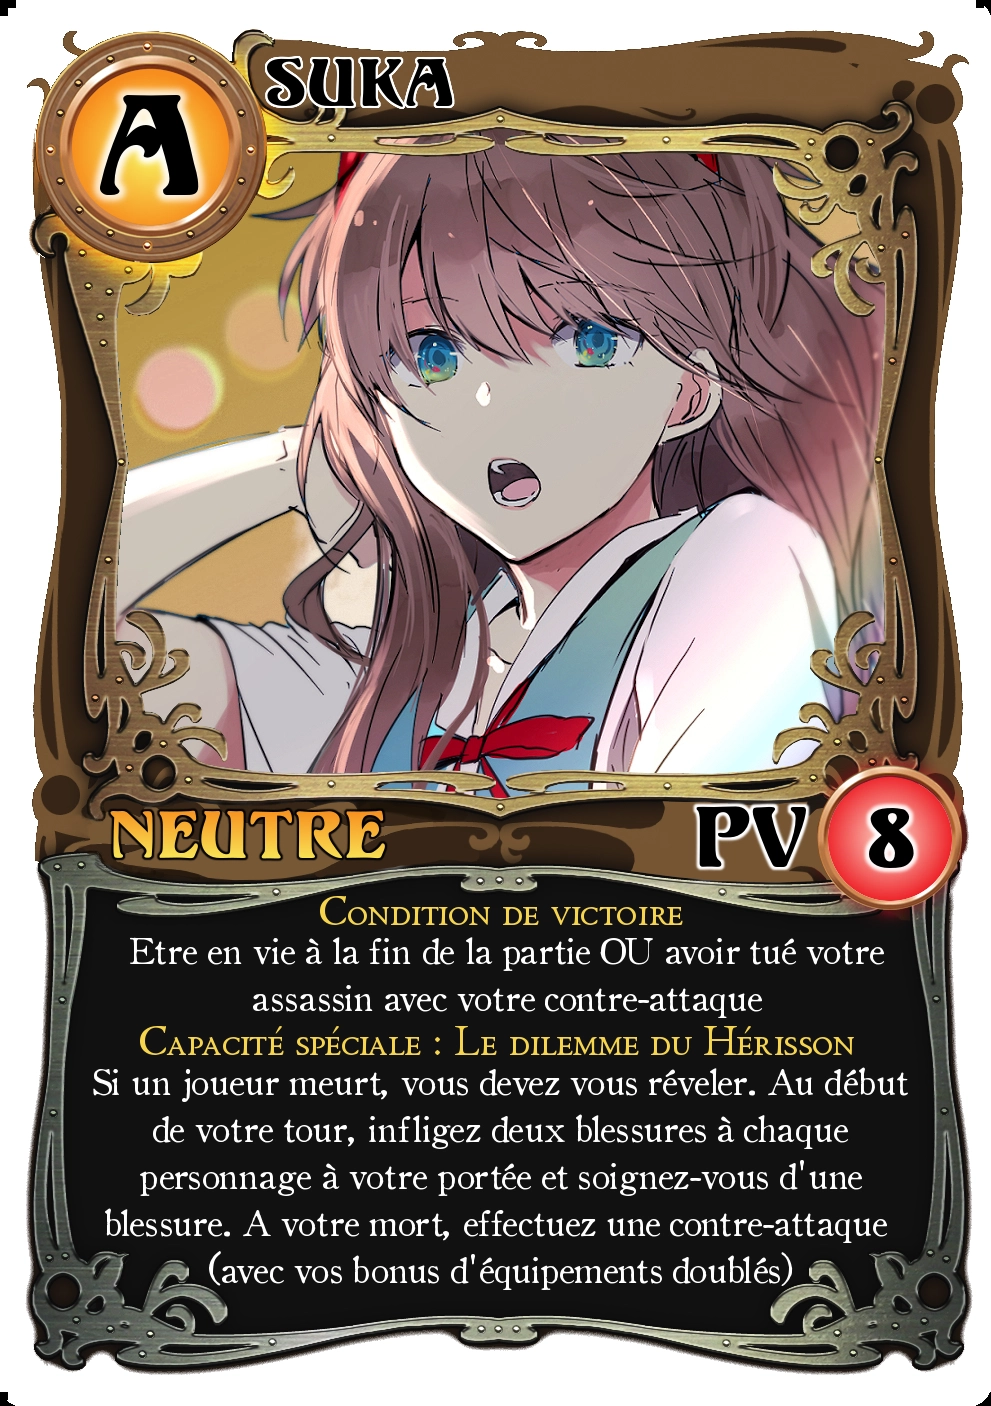 A
SUKA
NEUTRE
PV 8
Condition de victoire
Etre en vie à la fin de la partie OU avoir tué votre
assassin avec votre contre-attaque
Capacité spéciale : Le dilemme du Hérisson
Si un joueur meurt, vous devez vous réveler. Au début
de votre tour, infligez deux blessures à chaque
personnage à votre portée et soignez-vous d'une
blessure. A votre mort, effectuez une contre-attaque
(avec vos bonus d'équipements doublés)